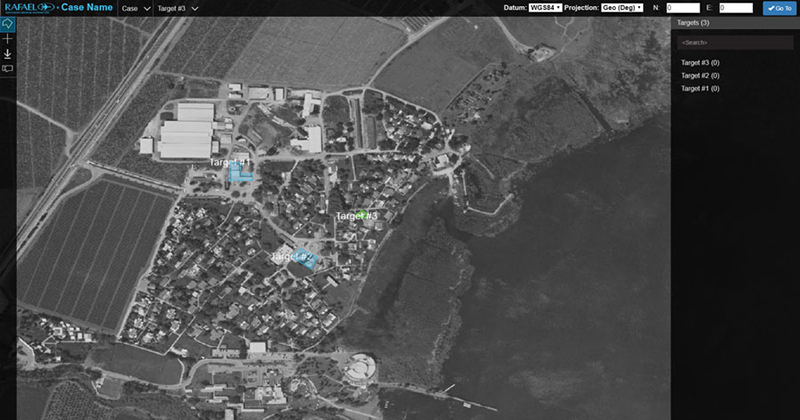 RAFAEL Case Name Case Target #3 Datum: WGS84 Projection: Geo (Deg) N: 0 E: 0 Go To
Targets (3)
<Search>
Target #3 (0)
Target #2 (0)
Target #1 (0)
Target #1
Target #3
Target #2